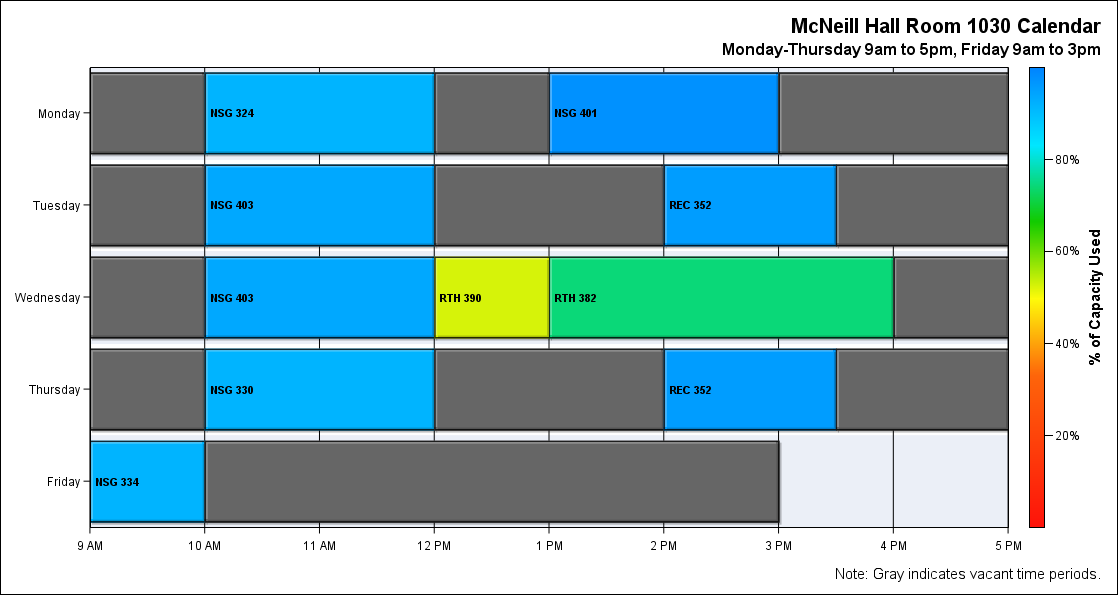 McNeill Hall Room 1030 Calendar
Monday-Thursday 9am to 5pm, Friday 9am to 3pm
Monday
NSG 324
NSG 401
Tuesday
NSG 403
REC 352
Wednesday
NSG 403
RTH 390
RTH 382
Thursday
NSG 330
REC 352
Friday
NSG 334
9 AM
10 AM
11 AM
12 PM
1 PM
2 PM
3 PM
4 PM
5 PM
80%
60%
40%
20%
% of Capacity Used
Note: Gray indicates vacant time periods.